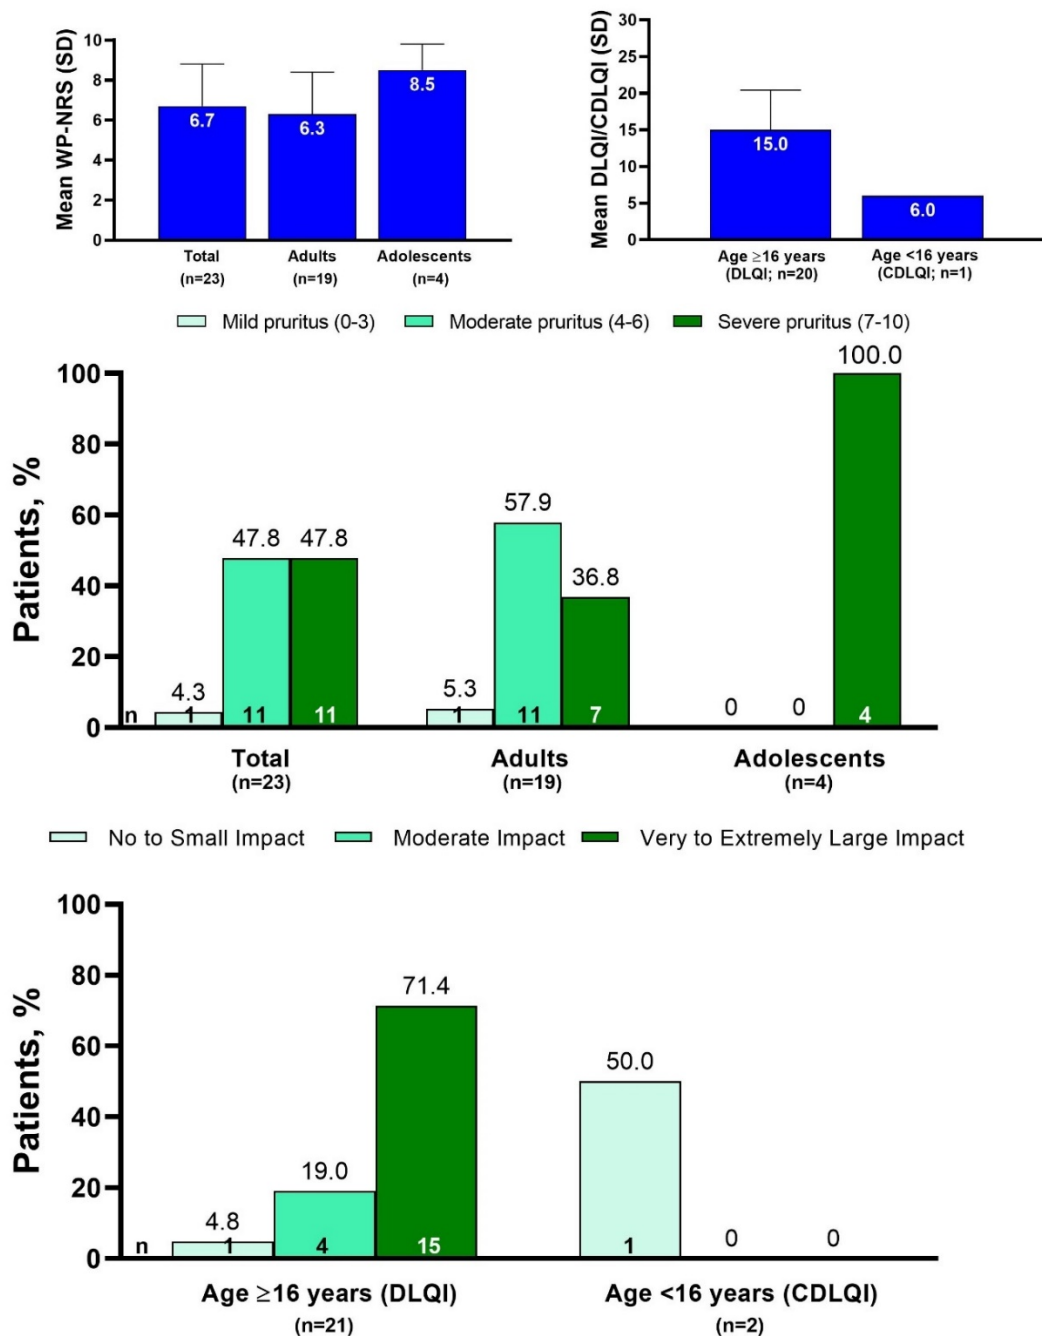 Mean WP-NRS (SD)
10
8
6
4
2
0
6.7
6.3
8.5
Total
(n=23)
Adults
(n=19)
Adolescents
(n=4)
Mean DLQI/CDLQI (SD)
30
25
20
15
10
5
0
15.0
6.0
Age ≥16 years
(DLQI; n=20)
Age <16 years
(CDLQI; n=1)
Mild pruritus (0-3)
Moderate pruritus (4-6)
Severe pruritus (7-10)
Patients, %
100
80
60
40
20
0
n
4.3
1
47.8
11
47.8
11
5.3
1
57.9
11
36.8
7
0
0
100.0
4
Total
(n=23)
Adults
(n=19)
Adolescents
(n=4)
No to Small Impact
Moderate Impact
Very to Extremely Large Impact
Patients, %
100
80
60
40
20
0
n
4.8
1
19.0
4
71.4
15
50.0
1
0
0
Age ≥16 years (DLQI)
(n=21)
Age <16 years (CDLQI)
(n=2)